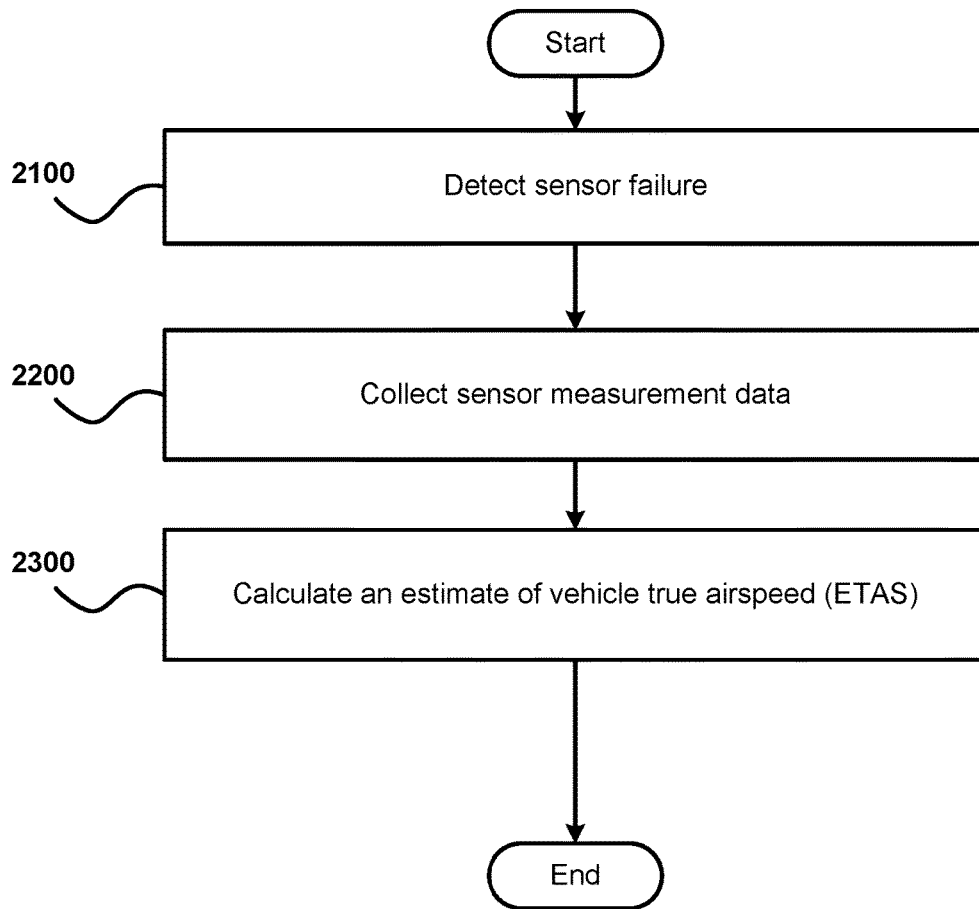 Start
2100
Detect sensor failure
2200
Collect sensor measurement data
2300
Calculate an estimate of vehicle true airspeed (ETAS)
End